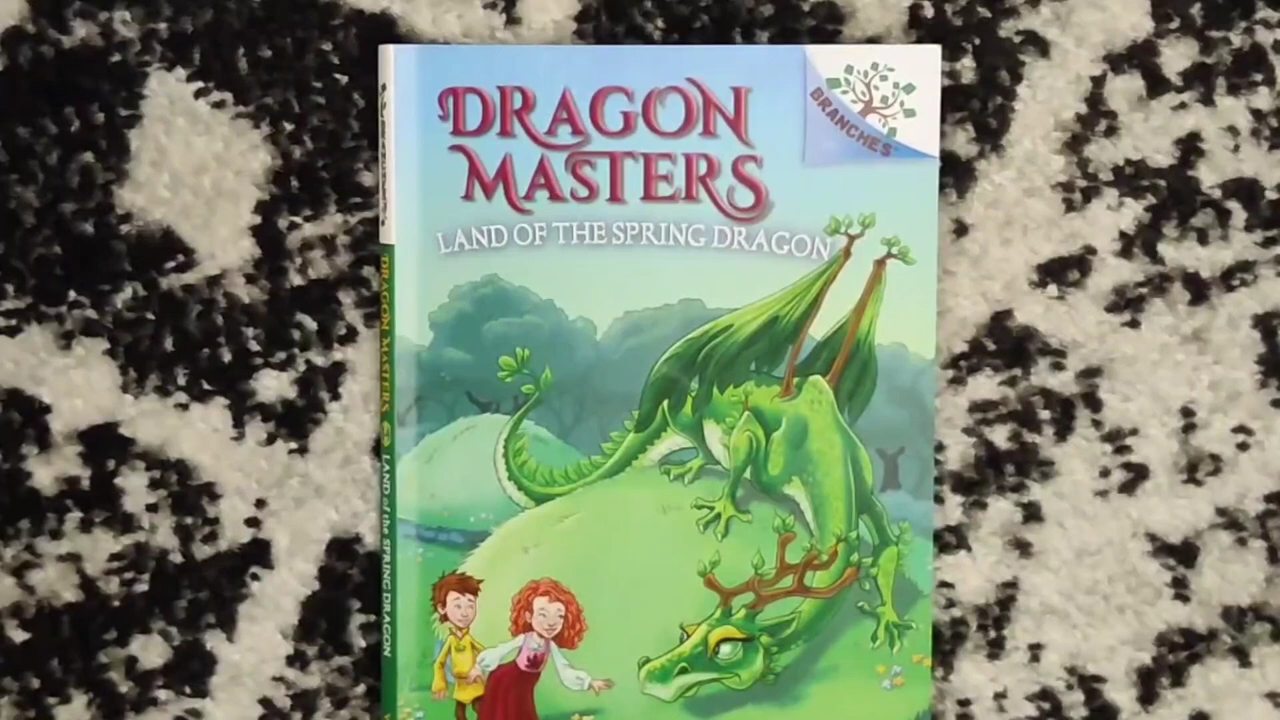 DRAGON
MASTERS
LAND OF THE SPRING DRAGON
BRANCHES
DRAGON MASTERS
LAND of the SPRING DRAGON